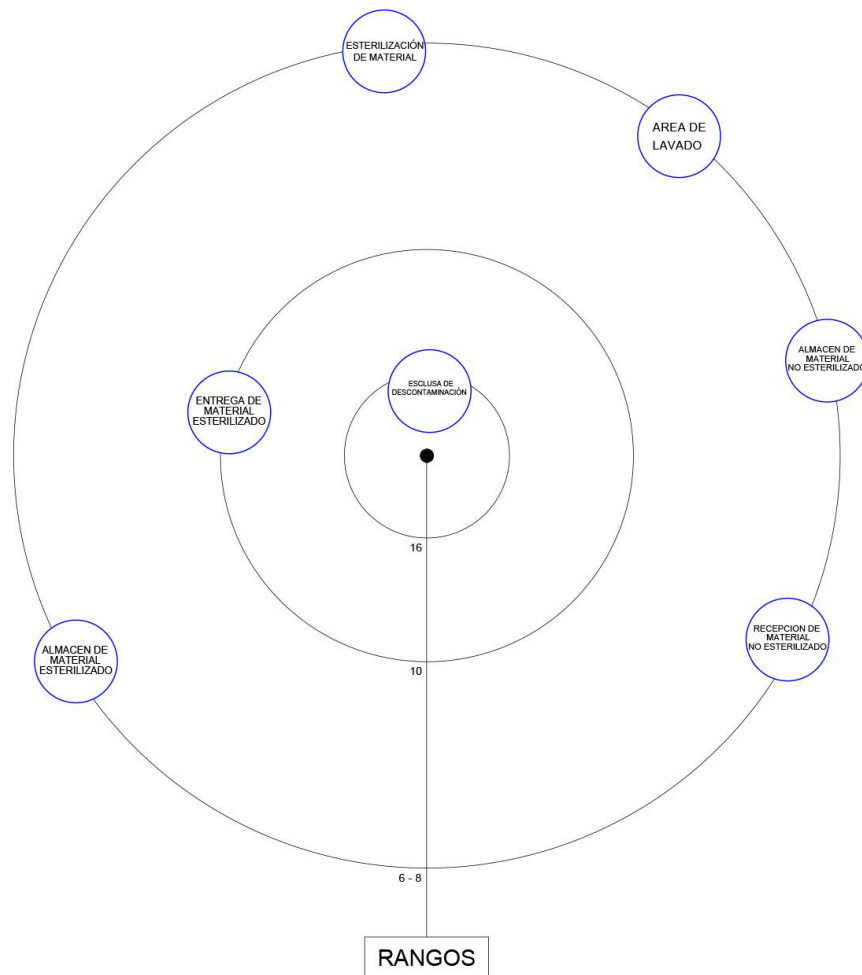 ESTERILIZACIÓN
DE MATERIAL
AREA DE
LAVADO
ALMACEN DE
MATERIAL
NO ESTERILIZADO
ESCLUSA DE
DESCONTAMINACIÓN
ENTREGA DE
MATERIAL
ESTERILIZADO
16
RECEPCION DE
MATERIAL
NO ESTERILIZADO
ALMACEN DE
MATERIAL
ESTERILIZADO
10
6 - 8
RANGOS